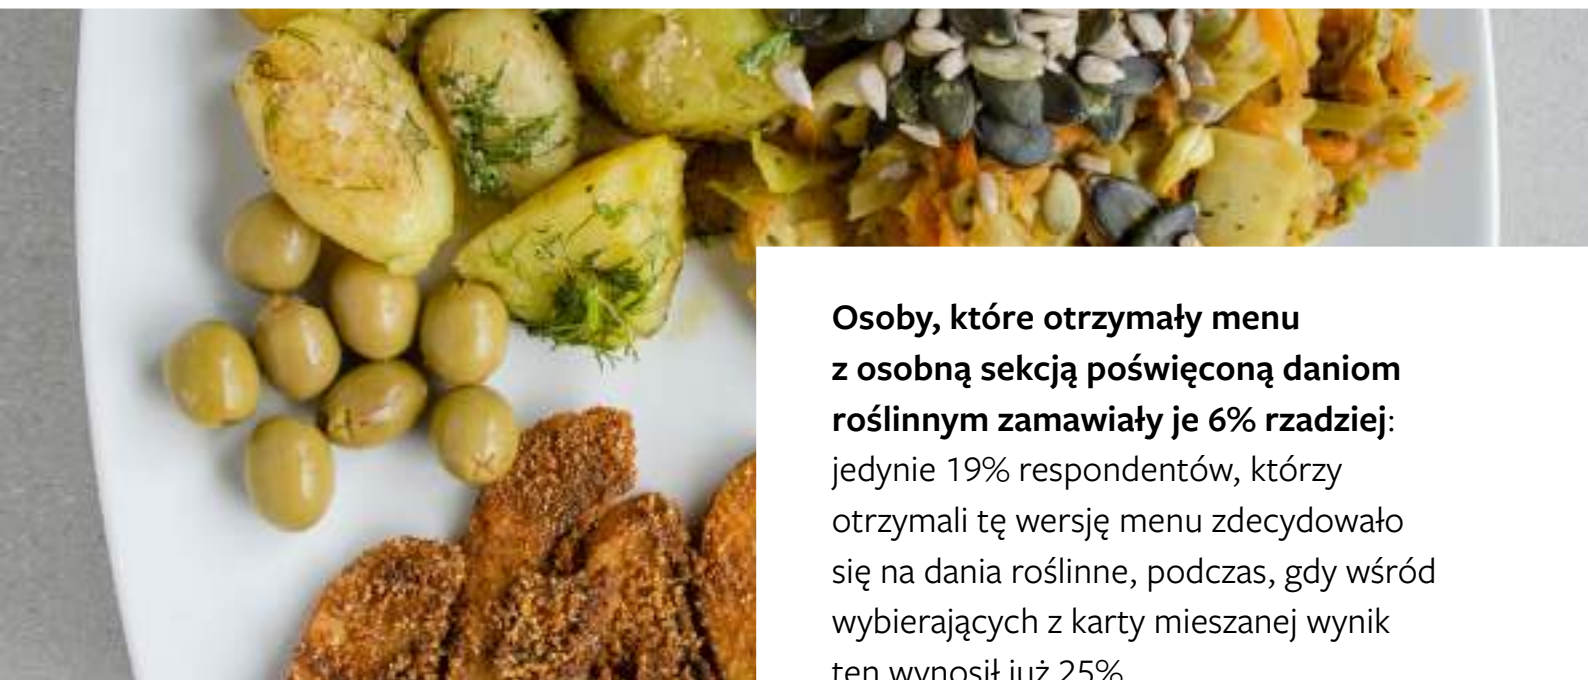 Osoby, które otrzymały menu
z osobną sekcją poświęconą daniom
roślinnym zamawiały je 6% rzadziej:
jedynie 19% respondentów, którzy
otrzymali tę wersję menu zdecydowało
się na dania roślinne, podczas, gdy wśród
wybierających z karty mieszanej wynik
ten wynosił już 25%